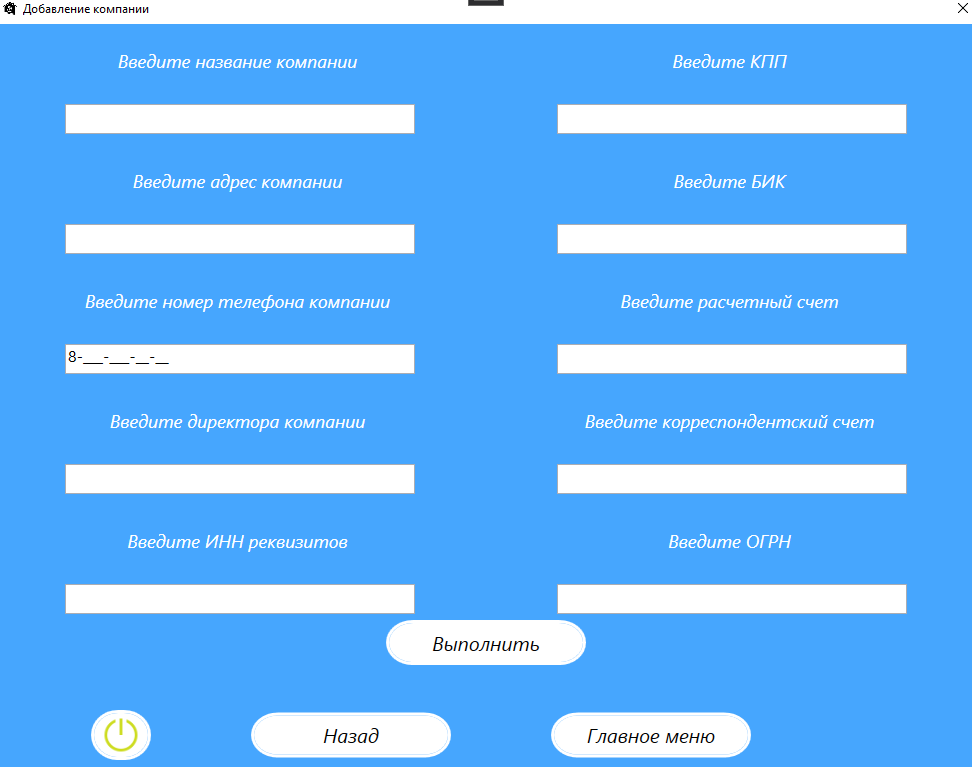 Добавление компании
Введите название компании
Введите КПП
Введите адрес компании
Введите БИК
Введите номер телефона компании
Введите расчетный счет
8-___-___-__-__
Введите директора компании
Введите корреспондентский счет
Введите ИНН реквизитов
Введите ОГРН
Выполнить
Назад
Главное меню